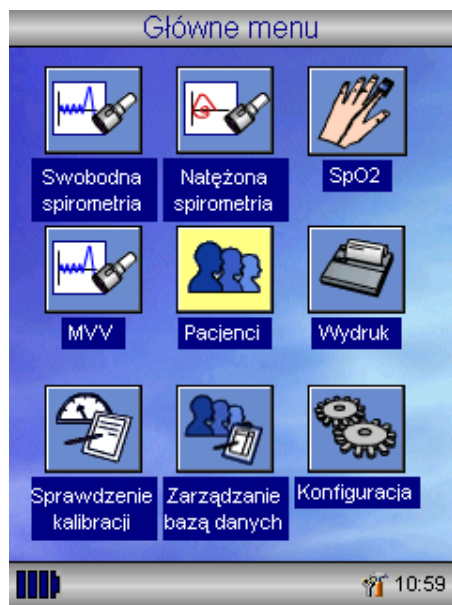 Główne menu
Swobodna
spirometria
Natężona
spirometria
SpO2
MVV
Pacjenci
Wydruk
Sprawdzenie
kalibracji
Zarządzanie
bazą danych
Konfiguracja
10:59